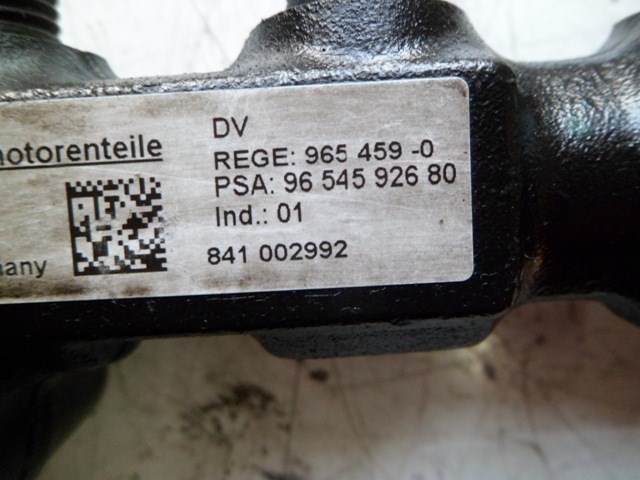 DV
motorenteile
REGE: 965 459 -0
PSA: 96 545 926 80
Ind.: 01
many
841 002992